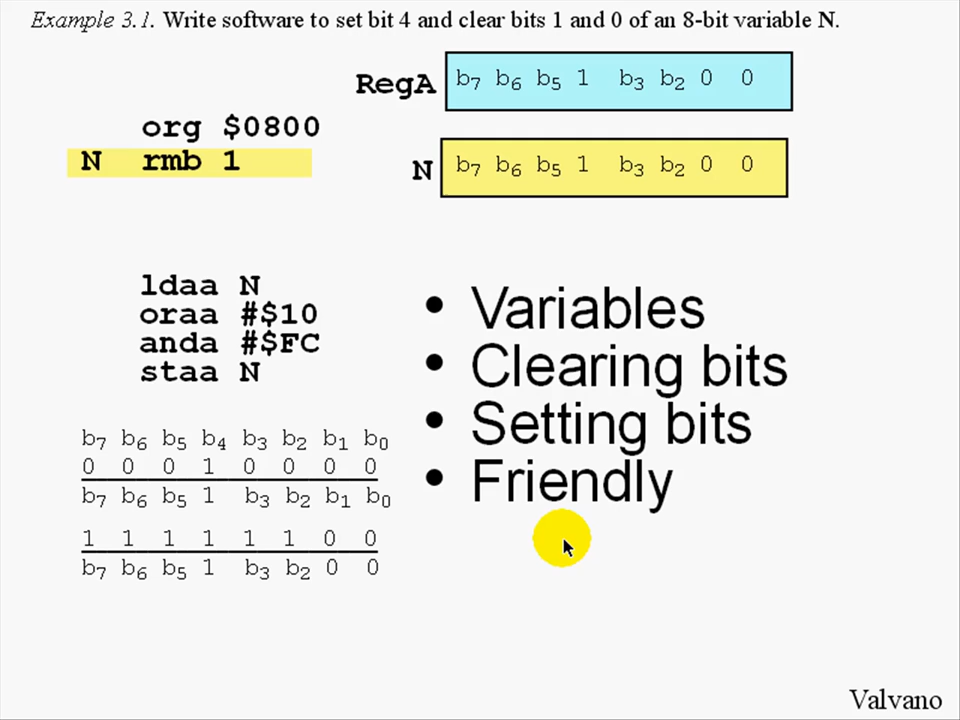 Example 3.1. Write software to set bit 4 and clear bits 1 and 0 of an 8-bit variable N.
RegA b7 b6 b5 1 b3 b2 0 0
org $0800
N rmb 1
N b7 b6 b5 1 b3 b2 0 0
ldaa N
oraa #$10
anda #$FC
staa N
• Variables
• Clearing bits
• Setting bits
• Friendly
b7 b6 b5 b4 b3 b2 b1 b0
0 0 0 1 0 0 0 0
b7 b6 b5 1 b3 b2 b1 b0
1 1 1 1 1 1 0 0
b7 b6 b5 1 b3 b2 0 0
Valvano